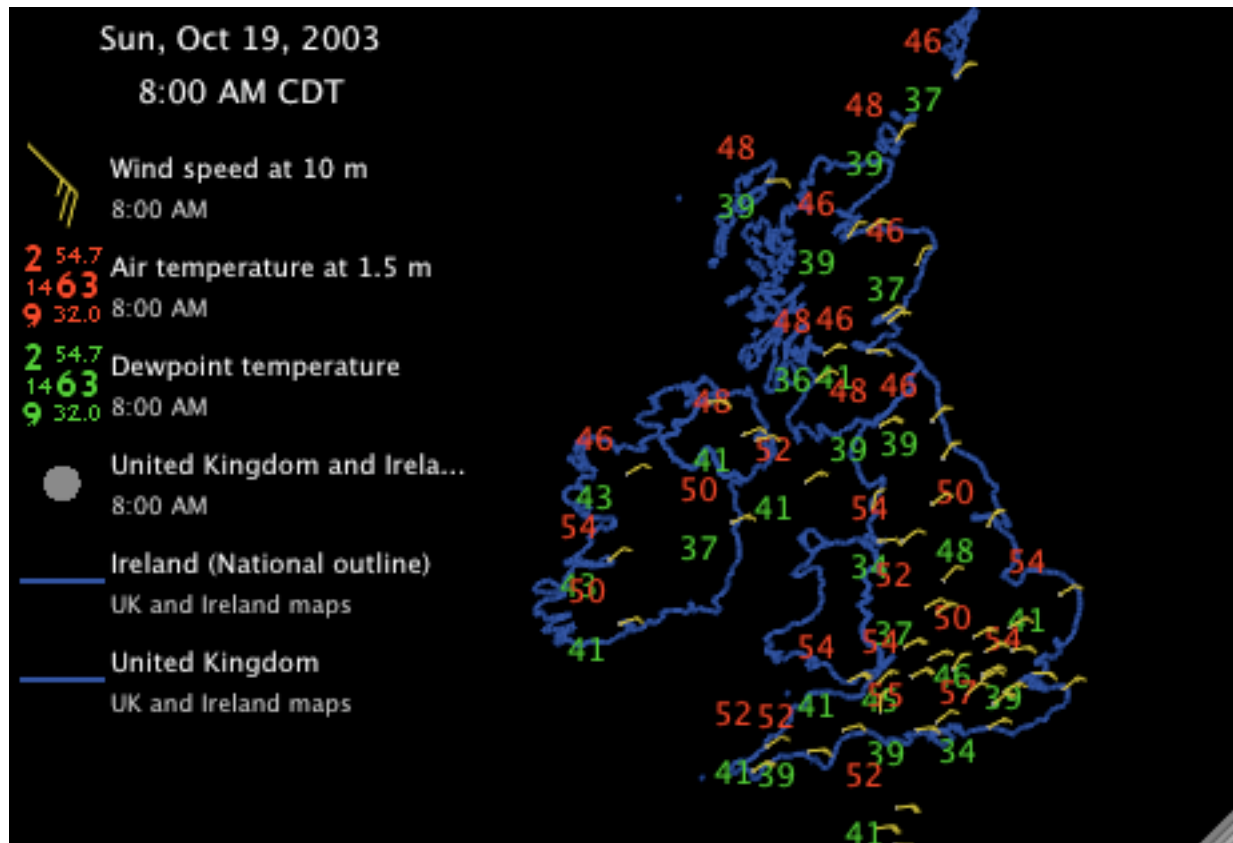 Sun, Oct 19, 2003
8:00 AM CDT
Wind speed at 10 m
8:00 AM
2 54.7
14 63
9 32.0
Air temperature at 1.5 m
8:00 AM
2 54.7
14 63
9 32.0
Dewpoint temperature
8:00 AM
United Kingdom and Irela...
8:00 AM
Ireland (National outline)
UK and Ireland maps
United Kingdom
UK and Ireland maps
46
48 37
48 39
39 46
46
39
37
48 46
36 41 48 46
48
46 52 39 39
41
43 50 41 54 50
54
37 34 48 54
43 50 52
50 41
41 54 54 37 54
46
52 52 41 55 45 57 39
39 34
41 39 52
41